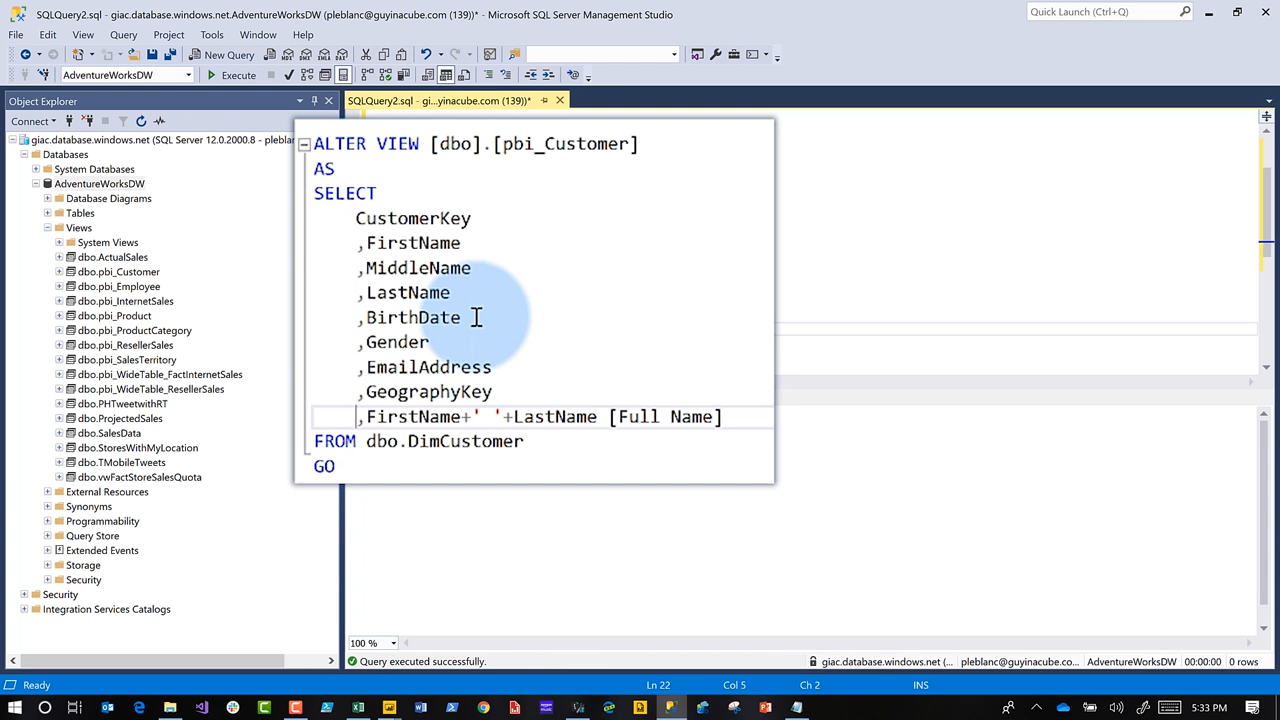 SQLQuery2.sql - giac.database.windows.net.AdventureWorksDW (pleblanc@guyinacube.com (139))* - Microsoft SQL Server Management Studio
Quick Launch (Ctrl+Q)
File Edit View Query Project Tools Window Help
New Query
AdventureWorksDW
Execute
Object Explorer
SQLQuery2.sql - gi...yinacube.com (139))*
Connect
giac.database.windows.net (SQL Server 12.0.2000.8 - pleblan
Databases
System Databases
AdventureWorksDW
Database Diagrams
Tables
Views
System Views
dbo.ActualSales
dbo.pbi_Customer
dbo.pbi_Employee
dbo.pbi_InternetSales
dbo.pbi_Product
dbo.pbi_ProductCategory
dbo.pbi_ResellerSales
dbo.pbi_SalesTerritory
dbo.pbi_WideTable_FactInternetSales
dbo.pbi_WideTable_ResellerSales
dbo.PHTweetwithRT
dbo.ProjectedSales
dbo.SalesData
dbo.StoresWithMyLocation
dbo.TMobileTweets
dbo.vwFactStoreSalesQuota
External Resources
Synonyms
Programmability
Query Store
Extended Events
Storage
Security
Security
Integration Services Catalogs
ALTER VIEW [dbo].[pbi_Customer]
AS
SELECT
CustomerKey
,FirstName
,MiddleName
,LastName
,BirthDate
,Gender
,EmailAddress
,GeographyKey
,FirstName+' '+LastName [Full Name]
FROM dbo.DimCustomer
GO
100 %
Query executed successfully.
giac.database.windows.net (... pleblanc@guyinacube.co... AdventureWorksDW 00:00:00 0 rows
Ready
Ln 22 Col 5 Ch 2 INS
5:33 PM